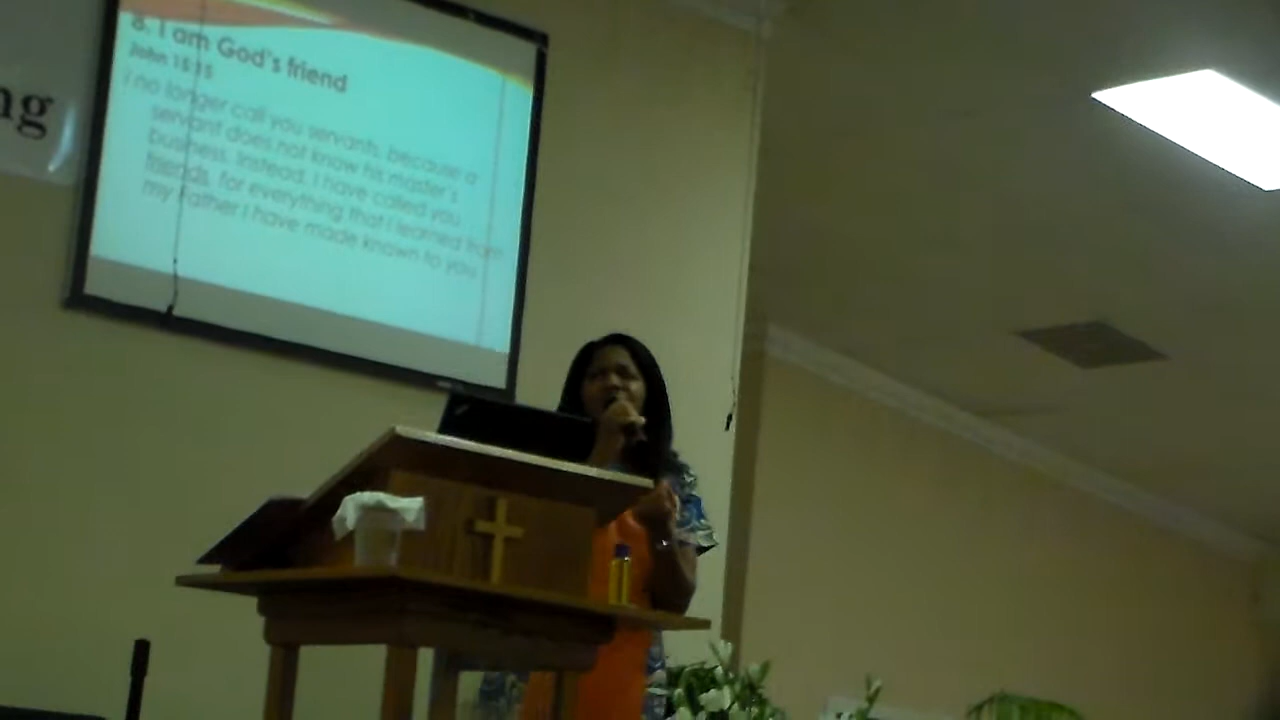 8. I am God's friend
John 15:15
I no longer call you servants, because a
servant does not know his master's
business. Instead, I have called you
friends, for everything that I learned from
my Father I have made known to you
ng